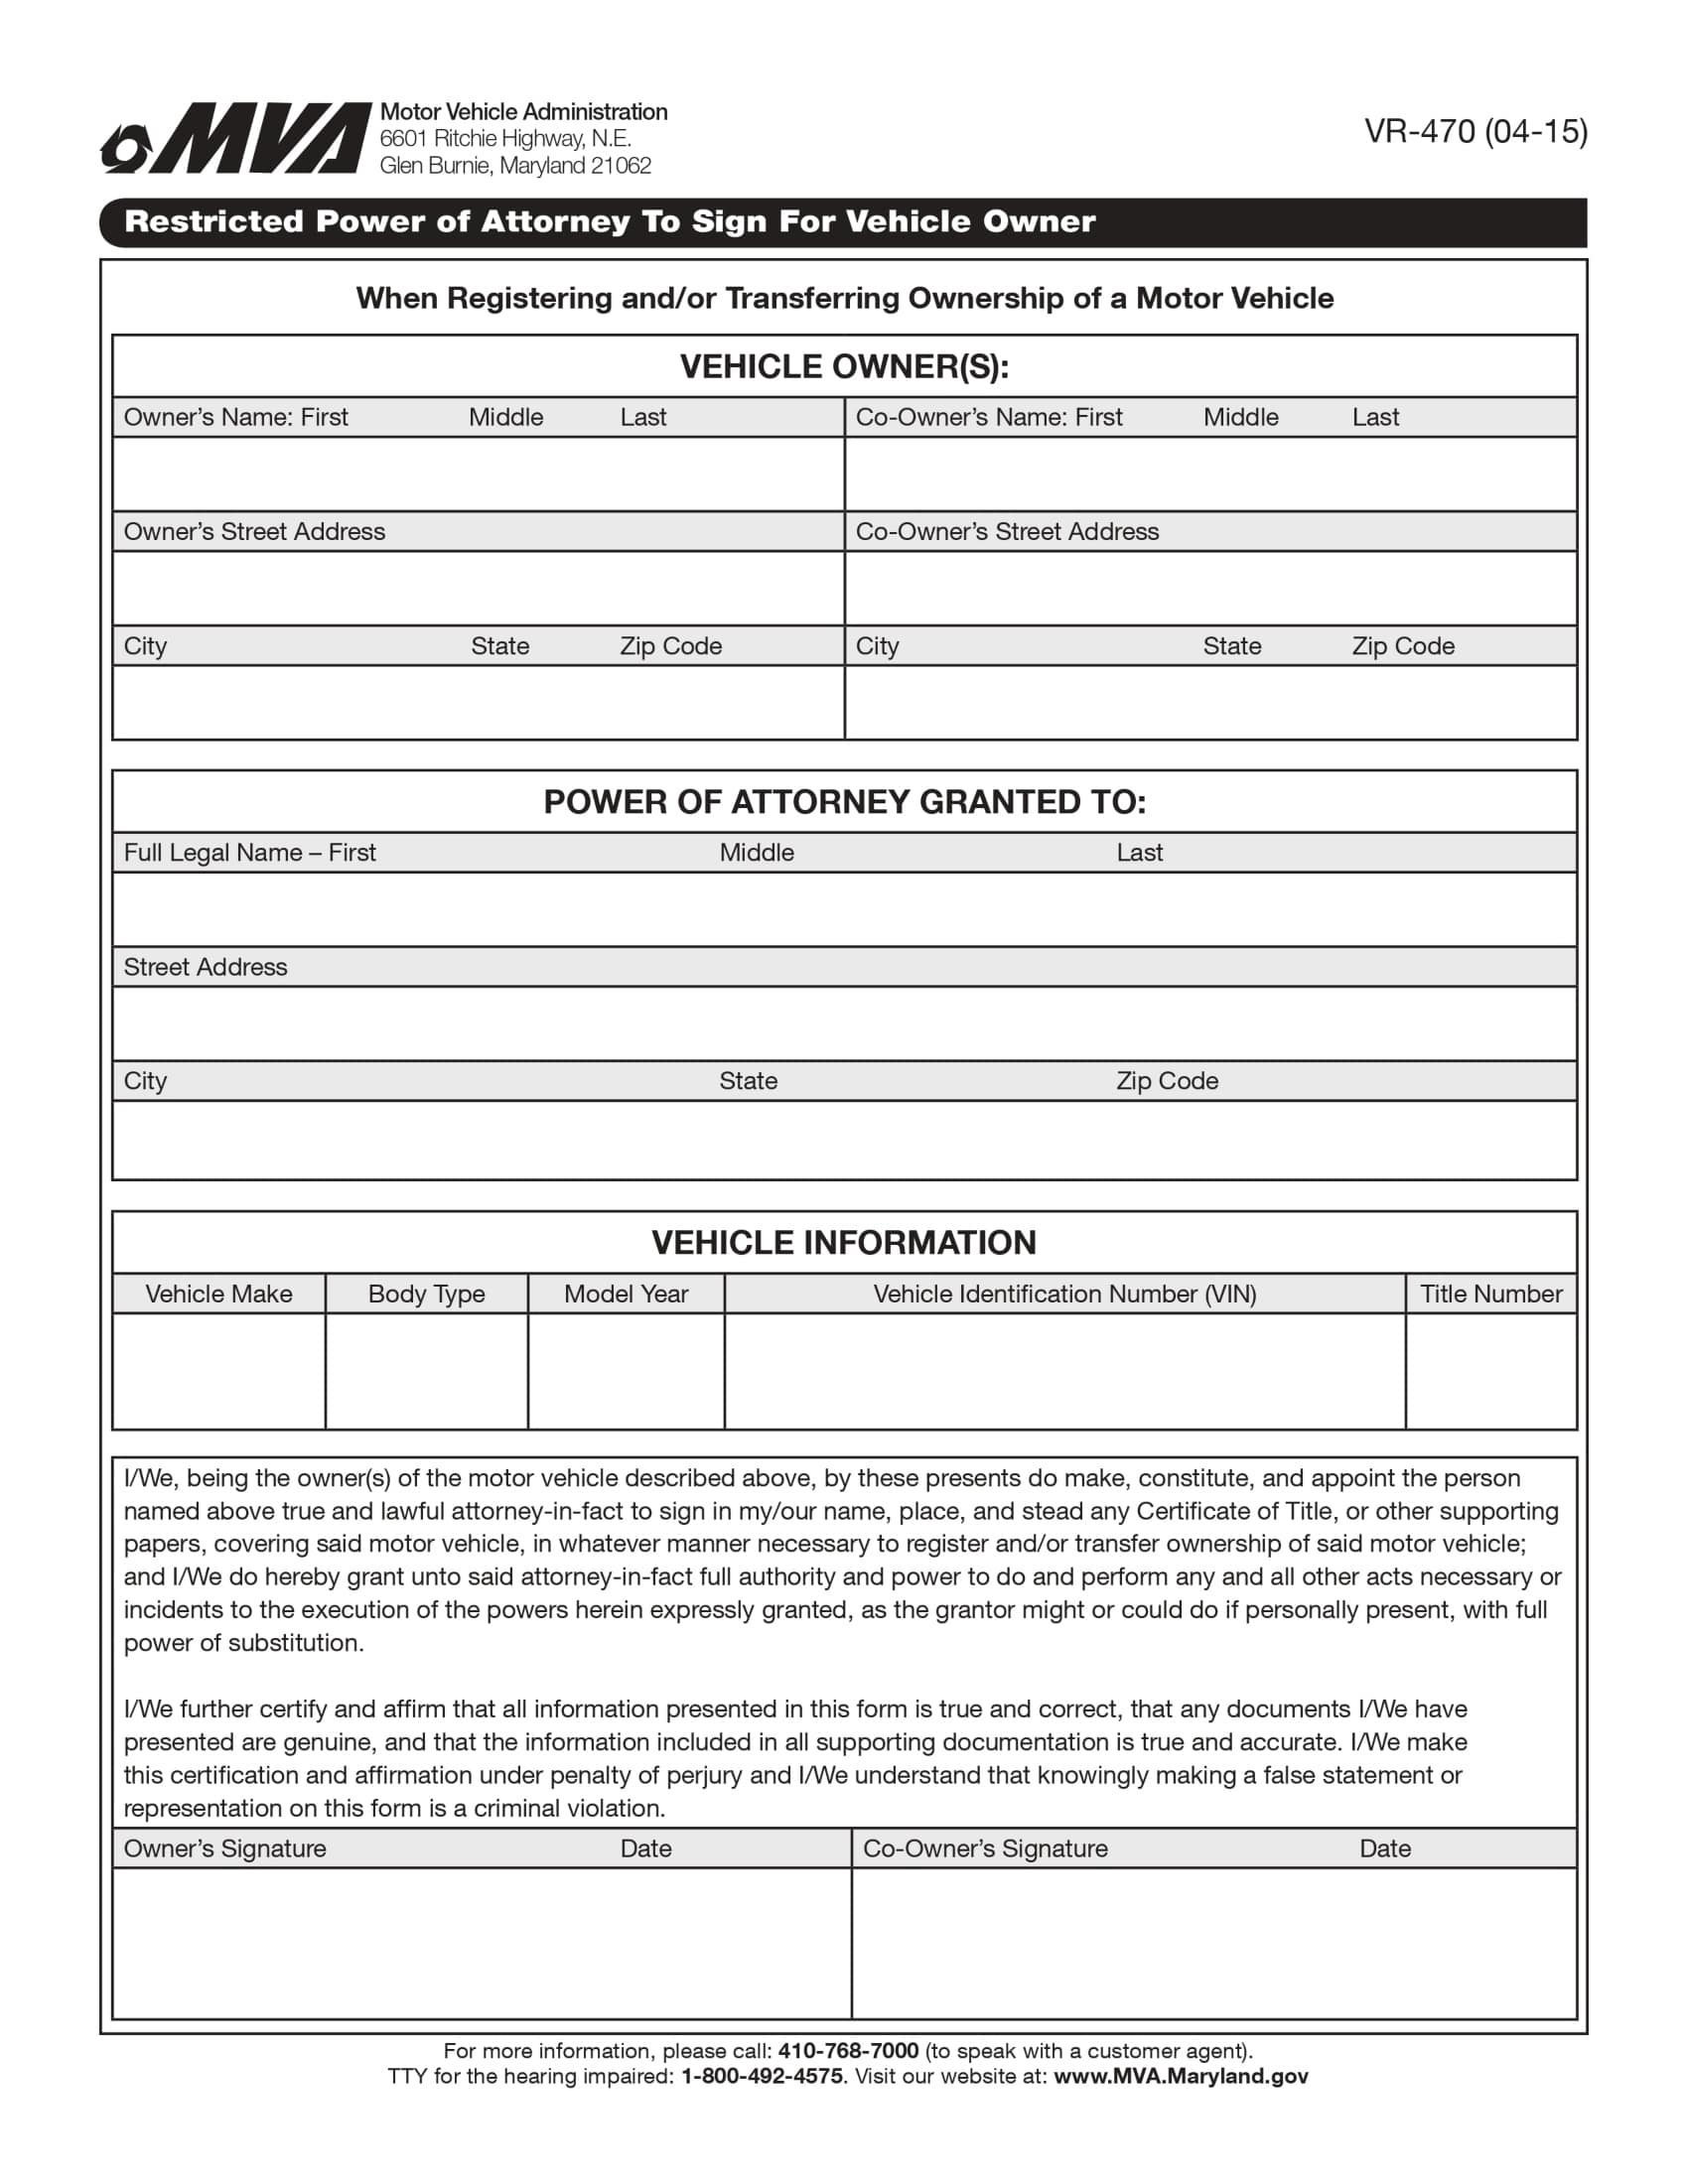 MVA Motor Vehicle Administration
6601 Ritchie Highway, N.E.
Glen Burnie, Maryland 21062
VR-470 (04-15)
Restricted Power of Attorney To Sign For Vehicle Owner
When Registering and/or Transferring Ownership of a Motor Vehicle
VEHICLE OWNER(S):
Owner’s Name: First Middle Last Co-Owner’s Name: First Middle Last
Owner’s Street Address Co-Owner’s Street Address
City State Zip Code City State Zip Code
POWER OF ATTORNEY GRANTED TO:
Full Legal Name – First Middle Last
Street Address
City State Zip Code
VEHICLE INFORMATION
Vehicle Make Body Type Model Year Vehicle Identification Number (VIN) Title Number
I/We, being the owner(s) of the motor vehicle described above, by these presents do make, constitute, and appoint the person
named above true and lawful attorney-in-fact to sign in my/our name, place, and stead any Certificate of Title, or other supporting
papers, covering said motor vehicle, in whatever manner necessary to register and/or transfer ownership of said motor vehicle;
and I/We do hereby grant unto said attorney-in-fact full authority and power to do and perform any and all other acts necessary or
incidents to the execution of the powers herein expressly granted, as the grantor might or could do if personally present, with full
power of substitution.
I/We further certify and affirm that all information presented in this form is true and correct, that any documents I/We have
presented are genuine, and that the information included in all supporting documentation is true and accurate. I/We make
this certification and affirmation under penalty of perjury and I/We understand that knowingly making a false statement or
representation on this form is a criminal violation.
Owner’s Signature Date Co-Owner’s Signature Date
For more information, please call: 410-768-7000 (to speak with a customer agent).
TTY for the hearing impaired: 1-800-492-4575. Visit our website at: www.MVA.Maryland.gov